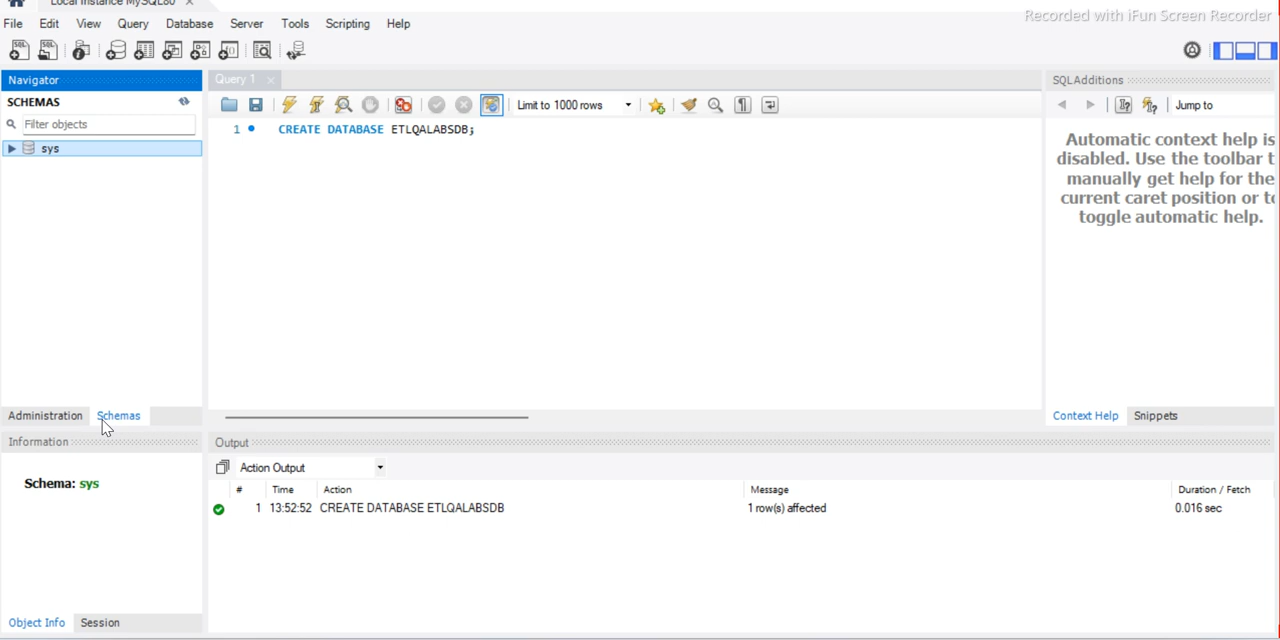 Local instance MySQL80 ×
File Edit View Query Database Server Tools Scripting Help
Recorded with iFun Screen Recorder
Navigator
SCHEMAS
Filter objects
sys
Administration Schemas
Information
Schema: sys
Object Info Session
Query 1 ×
Limit to 1000 rows
1 CREATE DATABASE ETLQALABSDB;
Output
Action Output
# Time Action Message Duration / Fetch
1 13:52:52 CREATE DATABASE ETLQALABSDB 1 row(s) affected 0.016 sec
SQLAdditions
Jump to
Automatic context help is
disabled. Use the toolbar t
manually get help for the
current caret position or to
toggle automatic help.
Context Help Snippets